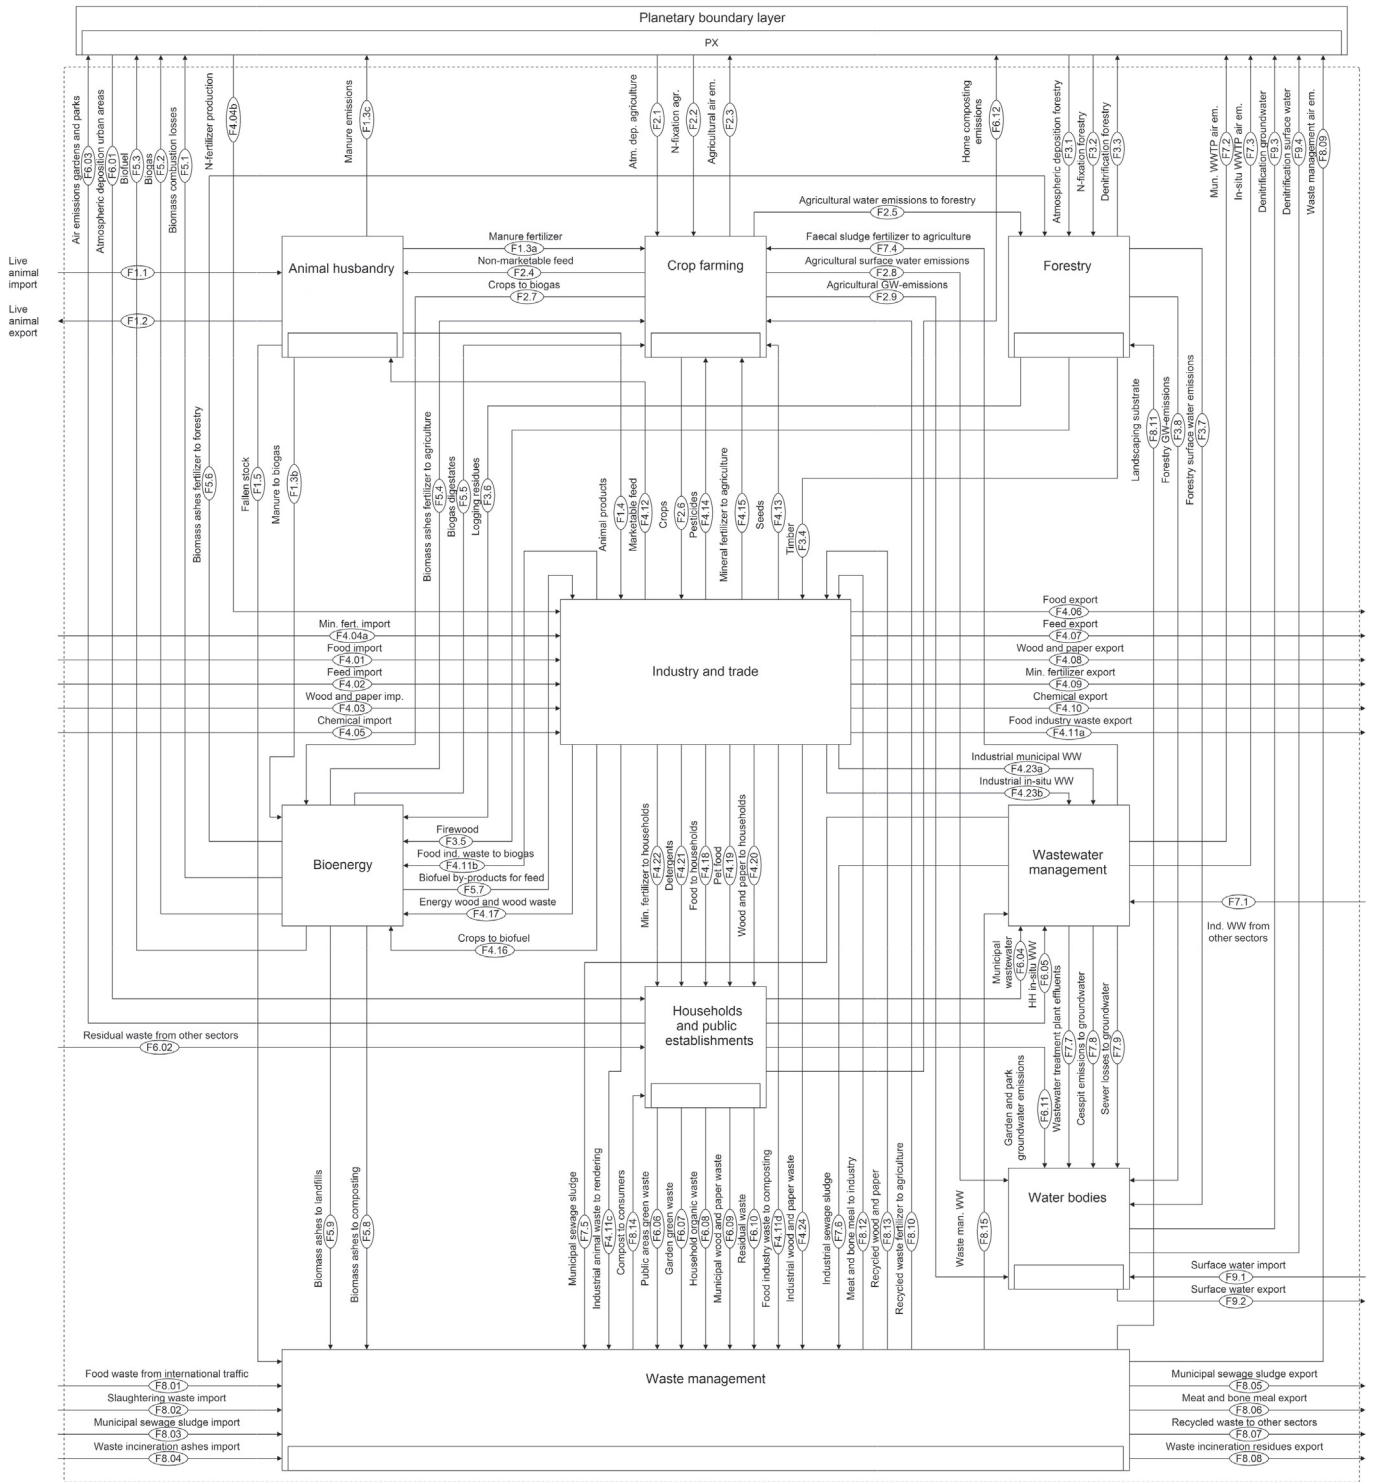 Planetary boundary layer
PX
Air emissions gardens and parks
F6.03
Atmospheric deposition urban areas
F6.01
Biofuel
F5.3
Biogas
F5.2
Biomass combustion losses
F5.1
N-fertilizer production
F4.04b
Manure emissions
F1.3c
Atm. dep. agriculture
F2.1
N-fixation agr.
F2.2
Agricultural air em.
F2.3
Home composting
emissions
F6.12
Atmospheric deposition forestry
F3.1
N-fixation forestry
F3.2
Denitrification forestry
F3.3
Mun. WWTP air em.
F7.2
In-situ WWTP air em.
F7.3
Denitrification groundwater
F9.3
Denitrification surface water
F9.4
Waste management air em.
F8.09
Live
animal
import
F1.1
Live
animal
export
F1.2
Animal husbandry
Manure fertilizer
F1.3a
Non-marketable feed
F2.4
Crops to biogas
F2.7
Crop farming
Agricultural water emissions to forestry
F2.5
Faecal sludge fertilizer to agriculture
F7.4
Agricultural surface water emissions
F2.8
Agricultural GW-emissions
F2.9
Forestry
Biomass ashes fertilizer to forestry
F5.6
Fallen stock
F1.5
Manure to biogas
F1.3b
Biomass ashes fertilizer to agriculture
F5.4
Biogas digestates
F5.5
Logging residues
F3.6
Animal products
F1.4
Marketable feed
F4.12
Crops
F2.6
Pesticides
F4.14
Mineral fertilizer to agriculture
F4.15
Seeds
F4.13
Timber
F3.4
Landscaping substrate
F8.11
Forestry GW-emissions
F3.8
Forestry surface water emissions
F3.7
Min. fert. import
F4.04a
Food import
F4.01
Feed import
F4.02
Wood and paper imp.
F4.03
Chemical import
F4.05
Industry and trade
Food export
F4.06
Feed export
F4.07
Wood and paper export
F4.08
Min. fertilizer export
F4.09
Chemical export
F4.10
Food industry waste export
F4.11a
Industrial municipal WW
F4.23a
Industrial in-situ WW
F4.23b
Bioenergy
Firewood
F3.5
Food ind. waste to biogas
F4.11b
Biofuel by-products for feed
F5.7
Energy wood and wood waste
F4.17
Crops to biofuel
F4.16
Min. fertilizer to households
F4.22
Detergents
F4.21
Food to households
F4.18
Pet food
F4.19
Wood and paper to households
F4.20
Wastewater
management
F7.1
Ind. WW from
other sectors
Municipal
wastewater
F6.04
HH in-situ WW
F6.05
Households
and public
establishments
Residual waste from other sectors
F6.02
Garden and park
groundwater emissions
F6.11
Wastewater treatment plant effluents
F7.7
Cesspit emissions to groundwater
F7.8
Sewer losses to groundwater
F7.9
Water bodies
Biomass ashes to landfills
F5.9
Biomass ashes to composting
F5.8
Municipal sewage sludge
F7.5
Industrial animal waste to rendering
F4.11c
Compost to consumers
F8.14
Public areas green waste
F6.06
Garden green waste
F6.07
Household organic waste
F6.08
Municipal wood and paper waste
F6.09
Residual waste
F6.10
Food industry waste to composting
F4.11d
Industrial wood and paper waste
F4.24
Industrial sewage sludge
F7.6
Meat and bone meal to industry
F8.12
Recycled wood and paper
F8.13
Recycled waste fertilizer to agriculture
F8.10
Waste man. WW
F8.15
Surface water import
F9.1
Surface water export
F9.2
Waste management
Food waste from international traffic
F8.01
Slaughtering waste import
F8.02
Municipal sewage sludge import
F8.03
Waste incineration ashes import
F8.04
Municipal sewage sludge export
F8.05
Meat and bone meal export
F8.06
Recycled waste to other sectors
F8.07
Waste incineration residues export
F8.08